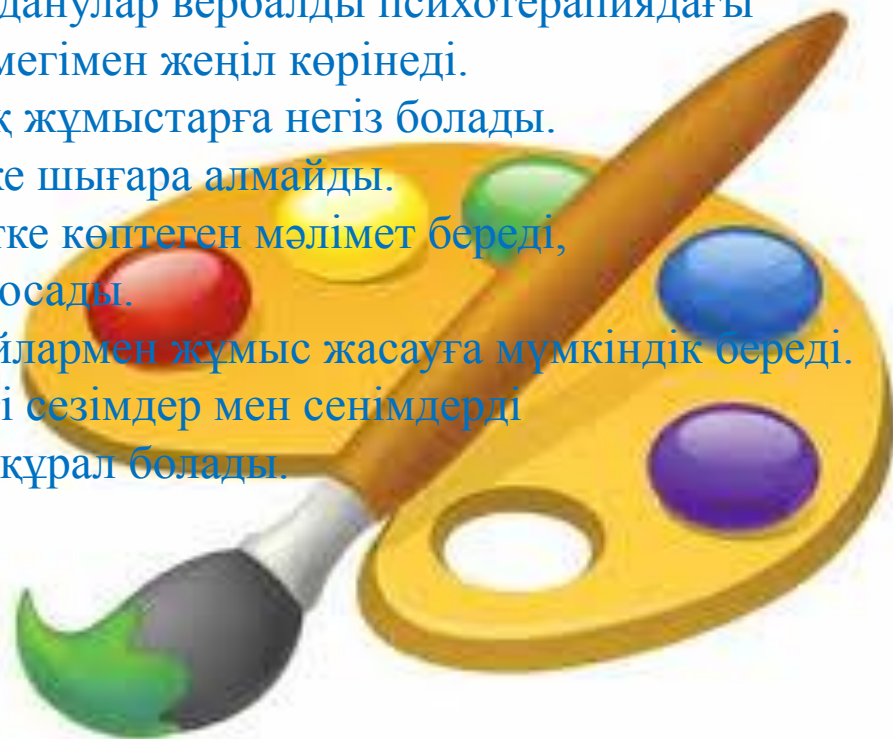 данулар вербалды психотерапиядағы
мегімен жеңіл көрінеді.
қ жұмыстарға негіз болады.
ке шығара алмайды.
тке көптеген мәлімет береді,
осады.
йлармен жұмыс жасауға мүмкіндік береді.
і сезімдер мен сенімдерді
құрал болады.